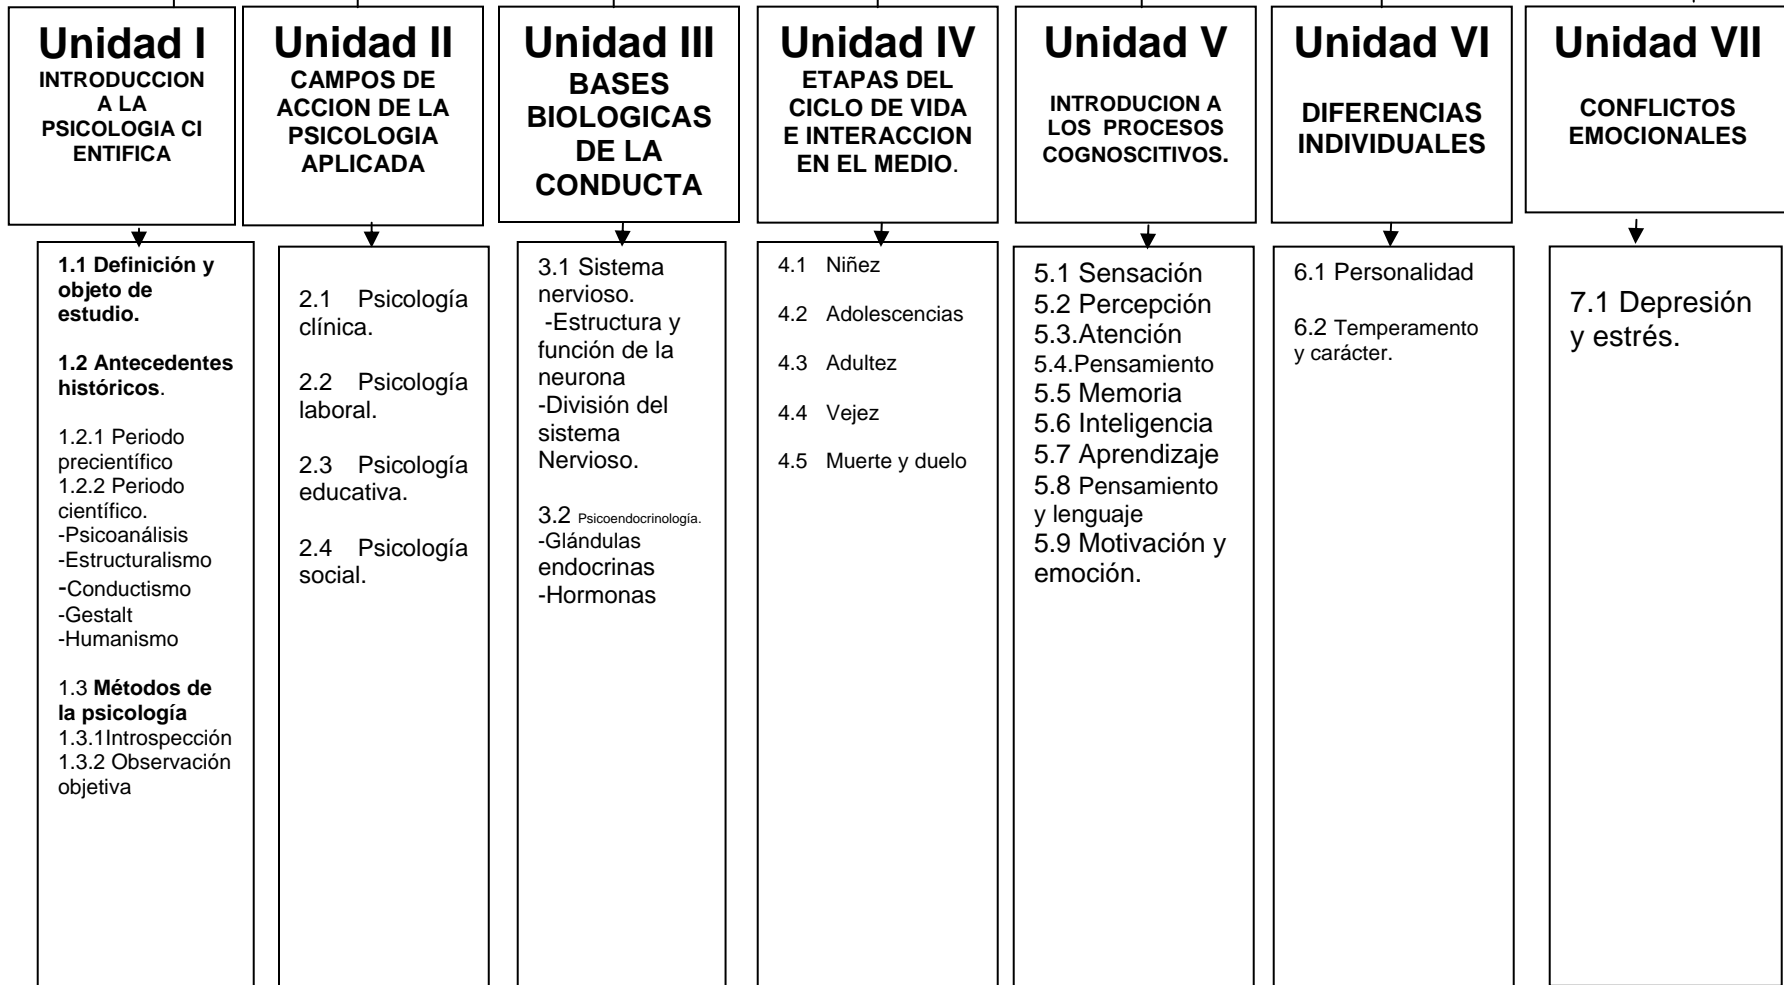 Unidad I
INTRODUCCION
A LA
PSICOLOGIA CI
ENTIFICA
1.1 Definición y
objeto de
estudio.
1.2 Antecedentes
históricos.
1.2.1 Periodo
precientífico
1.2.2 Periodo
científico.
-Psicoanálisis
-Estructuralismo
-Conductismo
-Gestalt
-Humanismo
1.3 Métodos de
la psicología
1.3.1Introspección
1.3.2 Observación
objetiva
Unidad II
CAMPOS DE
ACCION DE LA
PSICOLOGIA
APLICADA
2.1 Psicología
clínica.
2.2 Psicología
laboral.
2.3 Psicología
educativa.
2.4 Psicología
social.
Unidad III
BASES
BIOLOGICAS
DE LA
CONDUCTA
3.1 Sistema
nervioso.
-Estructura y
función de la
neurona
-División del
sistema
Nervioso.
3.2 Psicoendocrinología.
-Glándulas
endocrinas
-Hormonas
Unidad IV
ETAPAS DEL
CICLO DE VIDA
E INTERACCION
EN EL MEDIO.
4.1 Niñez
4.2 Adolescencias
4.3 Adultez
4.4 Vejez
4.5 Muerte y duelo
Unidad V
INTRODUCION A
LOS PROCESOS
COGNOSCITIVOS.
5.1 Sensación
5.2 Percepción
5.3.Atención
5.4.Pensamiento
5.5 Memoria
5.6 Inteligencia
5.7 Aprendizaje
5.8 Pensamiento
y lenguaje
5.9 Motivación y
emoción.
Unidad VI
DIFERENCIAS
INDIVIDUALES
6.1 Personalidad
6.2 Temperamento
y carácter.
Unidad VII
CONFLICTOS
EMOCIONALES
7.1 Depresión
y estrés.